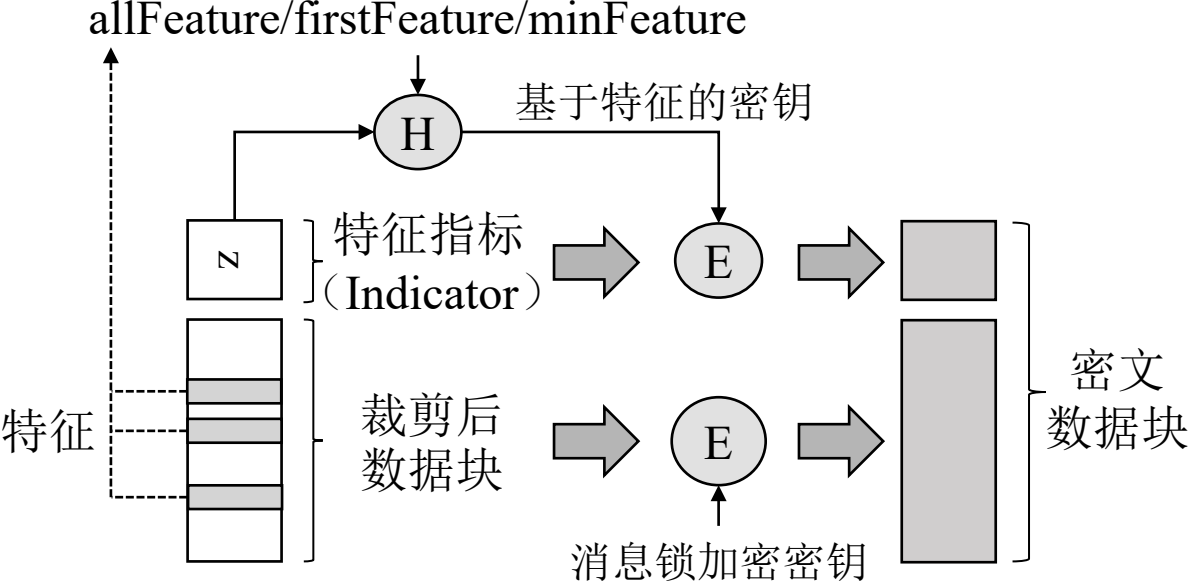 allFeature/firstFeature/minFeature
H
基于特征的密钥
z
特征指标
（Indicator）
E
特征
裁剪后
数据块
E
密文
数据块
消息锁加密密钥